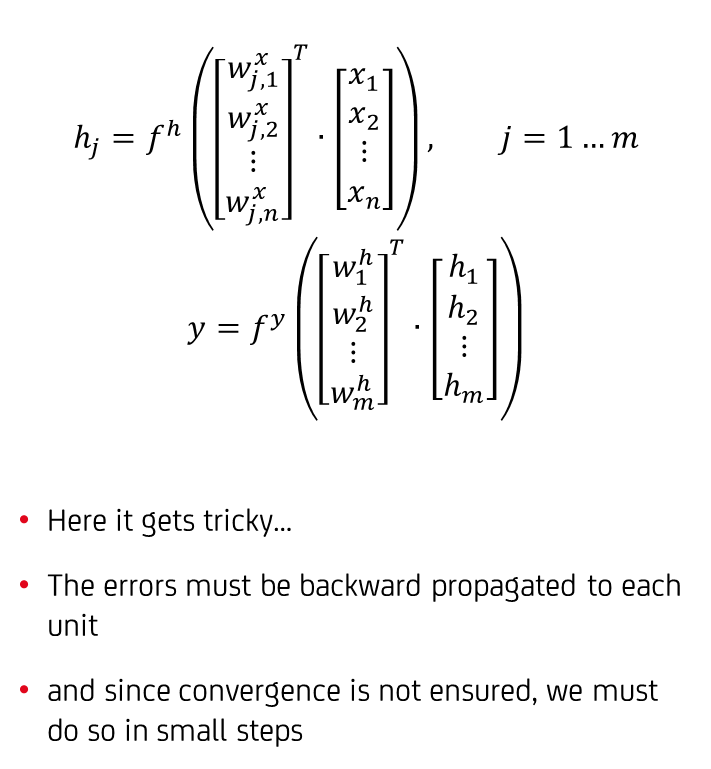 h_j = f^h ([w^x_{j,1} w^x_{j,2} ⋮ w^x_{j,n}]^T · [x_1 x_2 ⋮ x_n]), j = 1 … m
y = f^y ([w^h_1 w^h_2 ⋮ w^h_m]^T · [h_1 h_2 ⋮ h_m])
• Here it gets tricky…
• The errors must be backward propagated to each
unit
• and since convergence is not ensured, we must
do so in small steps